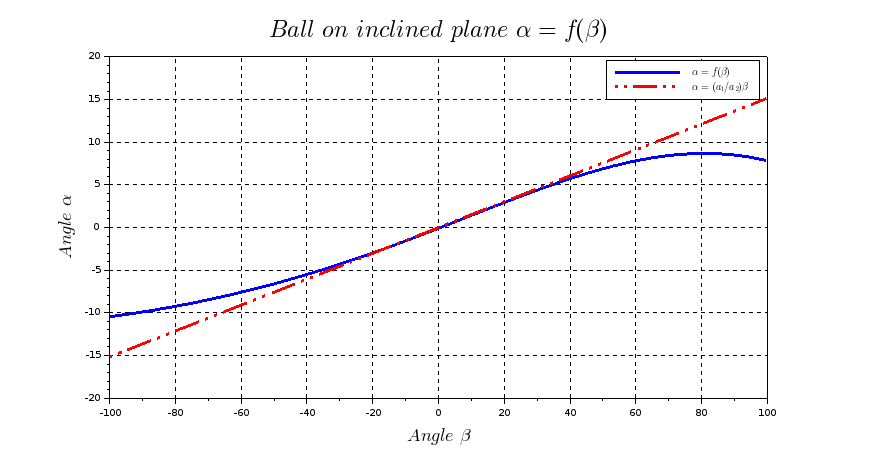 Ball on inclined plane α = f(β)
α = f(β)
α = (a₁/a₂)β
20
15
10
5
0
-5
-10
-15
-20
Angle α
-100 -80 -60 -40 -20 0 20 40 60 80 100
Angle β